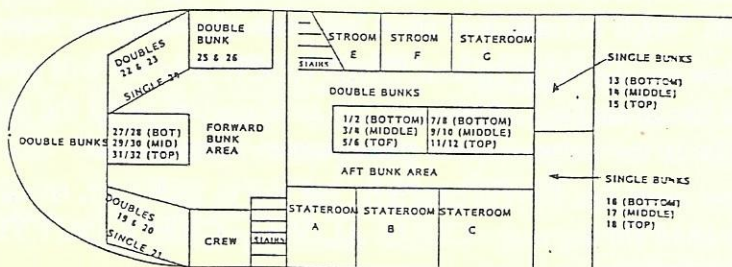 DOUBLES
22 & 23
SINGLE 24
DOUBLE
BUNK
25 & 26
STAIRS
STROOM
E
STROOM
F
STATEROOM
G
SINGLE BUNKS
13 (BOTTOM)
14 (MIDDLE)
15 (TOP)
DOUBLE BUNKS
1/2 (BOTTOM)
3/4 (MIDDLE)
5/6 (TOP)
7/8 (BOTTOM)
9/10 (MIDDLE)
11/12 (TOP)
DOUBLE BUNKS
27/28 (BOT)
29/30 (MID)
31/32 (TOP)
FORWARD
BUNK
AREA
AFT BUNK AREA
SINGLE BUNKS
16 (BOTTOM)
17 (MIDDLE)
18 (TOP)
DOUBLES
19 & 20
SINGLE 21
CREW
STAIRS
STATEROOM
A
STATEROOM
B
STATEROOM
C